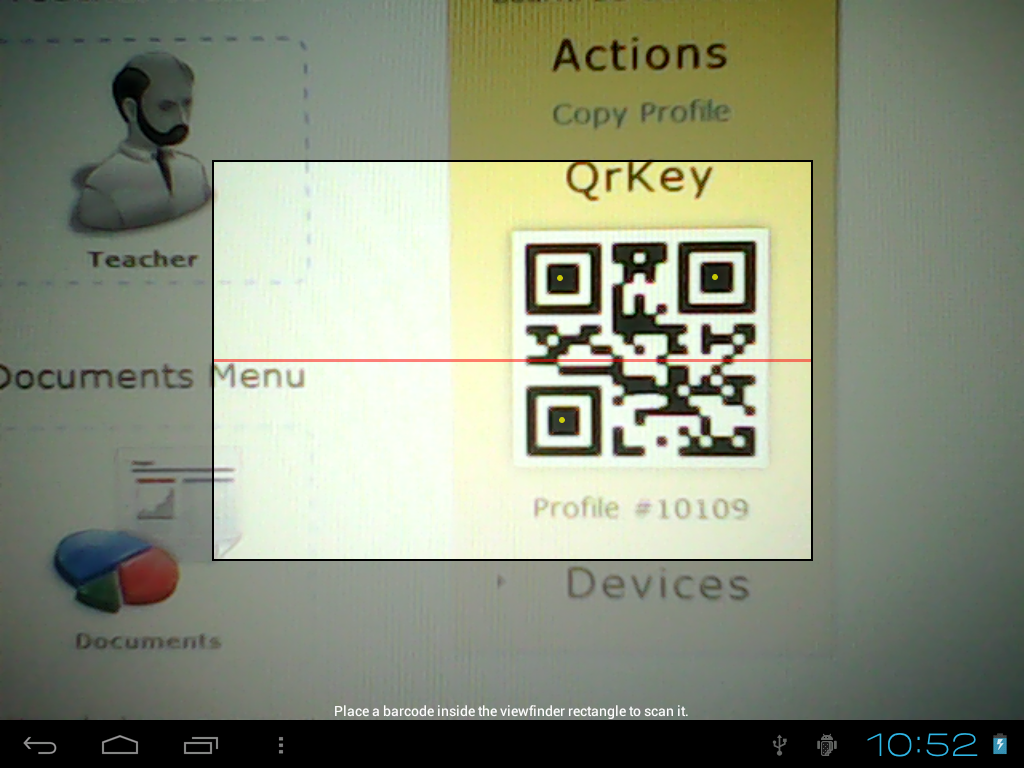 Actions
Copy Profile
QrKey
Teacher
Documents Menu
Profile #10109
Devices
Documents
Place a barcode inside the viewfinder rectangle to scan it.
10:52